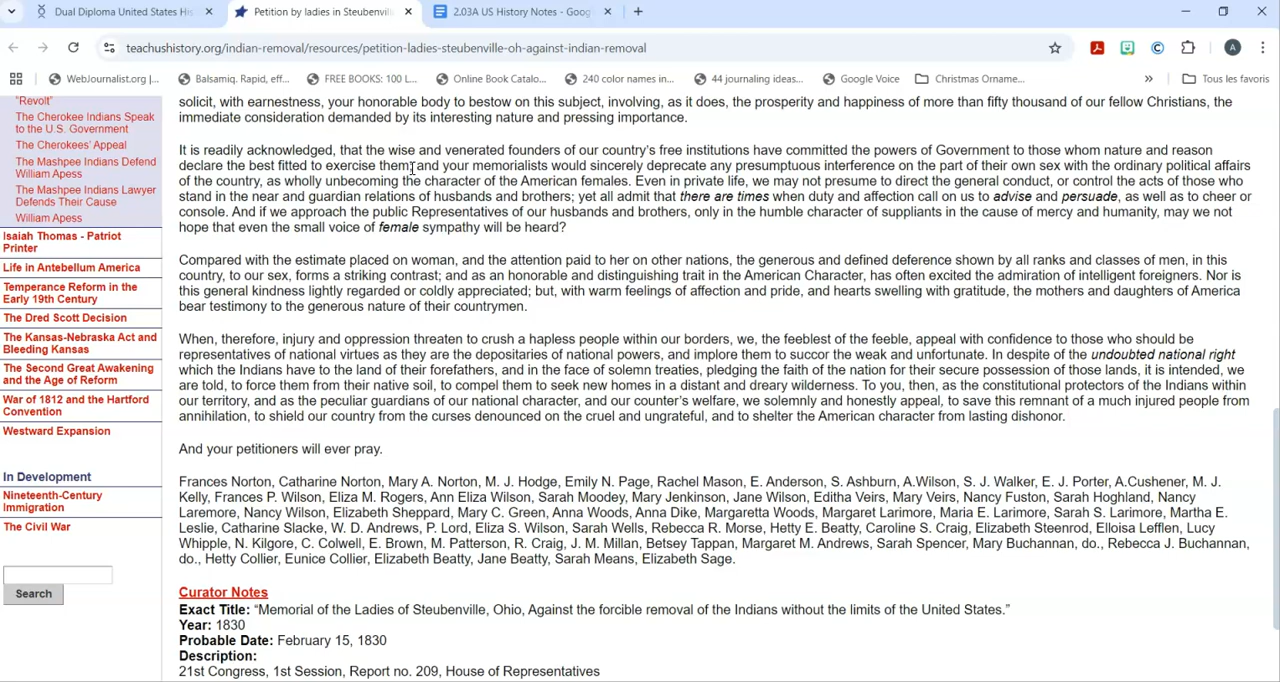 Dual Diploma United States His
Petition by ladies in Steubenvill
2.03A US History Notes - Goog
teachushistory.org/indian-removal/resources/petition-ladies-steubenville-oh-against-indian-removal
A
WebJournalist.org |...
Balsamiq. Rapid, eff...
FREE BOOKS: 100 L...
Online Book Catalo...
240 color names in...
44 journaling ideas...
Google Voice
Christmas Orname...
»
Tous les favoris
"Revolt"
The Cherokee Indians Speak
to the U.S. Government
The Cherokees' Appeal
The Mashpee Indians Defend
William Apess
The Mashpee Indians Lawyer
Defends Their Cause
William Apess
Isaiah Thomas - Patriot
Printer
Life in Antebellum America
Temperance Reform in the
Early 19th Century
The Dred Scott Decision
The Kansas-Nebraska Act and
Bleeding Kansas
The Second Great Awakening
and the Age of Reform
War of 1812 and the Hartford
Convention
Westward Expansion
In Development
Nineteenth-Century
Immigration
The Civil War
Search
solicit, with earnestness, your honorable body to bestow on this subject, involving, as it does, the prosperity and happiness of more than fifty thousand of our fellow Christians, the
immediate consideration demanded by its interesting nature and pressing importance.
It is readily acknowledged, that the wise and venerated founders of our country's free institutions have committed the powers of Government to those whom nature and reason
declare the best fitted to exercise them; and your memorialists would sincerely deprecate any presumptuous interference on the part of their own sex with the ordinary political affairs
of the country, as wholly unbecoming the character of the American females. Even in private life, we may not presume to direct the general conduct, or control the acts of those who
stand in the near and guardian relations of husbands and brothers; yet all admit that there are times when duty and affection call on us to advise and persuade, as well as to cheer or
console. And if we approach the public Representatives of our husbands and brothers, only in the humble character of suppliants in the cause of mercy and humanity, may we not
hope that even the small voice of female sympathy will be heard?
Compared with the estimate placed on woman, and the attention paid to her on other nations, the generous and defined deference shown by all ranks and classes of men, in this
country, to our sex, forms a striking contrast; and as an honorable and distinguishing trait in the American Character, has often excited the admiration of intelligent foreigners. Nor is
this general kindness lightly regarded or coldly appreciated; but, with warm feelings of affection and pride, and hearts swelling with gratitude, the mothers and daughters of America
bear testimony to the generous nature of their countrymen.
When, therefore, injury and oppression threaten to crush a hapless people within our borders, we, the feeblest of the feeble, appeal with confidence to those who should be
representatives of national virtues as they are the depositaries of national powers, and implore them to succor the weak and unfortunate. In despite of the undoubted national right
which the Indians have to the land of their forefathers, and in the face of solemn treaties, pledging the faith of the nation for their secure possession of those lands, it is intended, we
are told, to force them from their native soil, to compel them to seek new homes in a distant and dreary wilderness. To you, then, as the constitutional protectors of the Indians within
our territory, and as the peculiar guardians of our national character, and our counter's welfare, we solemnly and honestly appeal, to save this remnant of a much injured people from
annihilation, to shield our country from the curses denounced on the cruel and ungrateful, and to shelter the American character from lasting dishonor.
And your petitioners will ever pray.
Frances Norton, Catharine Norton, Mary A. Norton, M. J. Hodge, Emily N. Page, Rachel Mason, E. Anderson, S. Ashburn, A.Wilson, S. J. Walker, E. J. Porter, A.Cushener, M. J.
Kelly, Frances P. Wilson, Eliza M. Rogers, Ann Eliza Wilson, Sarah Moodey, Mary Jenkinson, Jane Wilson, Editha Veirs, Mary Veirs, Nancy Fuston, Sarah Hoghland, Nancy
Laremore, Nancy Wilson, Elizabeth Sheppard, Mary C. Green, Anna Woods, Anna Dike, Margaretta Woods, Margaret Larimore, Maria E. Larimore, Sarah S. Larimore, Martha E.
Leslie, Catharine Slacke, W. D. Andrews, P. Lord, Eliza S. Wilson, Sarah Wells, Rebecca R. Morse, Hetty E. Beatty, Caroline S. Craig, Elizabeth Steenrod, Elloisa Lefflen, Lucy
Whipple, N. Kilgore, C. Colwell, E. Brown, M. Patterson, R. Craig, J. M. Millan, Betsey Tappan, Margaret M. Andrews, Sarah Spencer, Mary Buchannan, do., Rebecca J. Buchannan,
do., Hetty Collier, Eunice Collier, Elizabeth Beatty, Jane Beatty, Sarah Means, Elizabeth Sage.
Curator Notes
Exact Title: "Memorial of the Ladies of Steubenville, Ohio, Against the forcible removal of the Indians without the limits of the United States."
Year: 1830
Probable Date: February 15, 1830
Description:
21st Congress, 1st Session, Report no. 209, House of Representatives